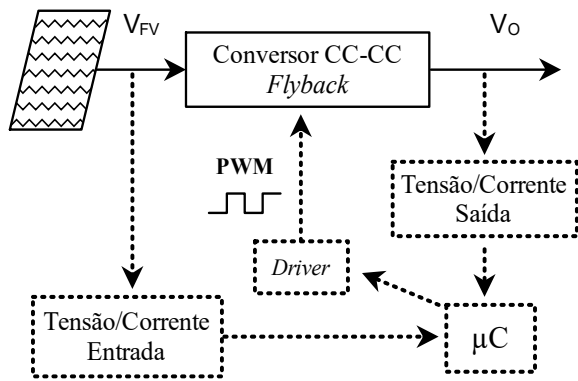 V_FV
V_O
Conversor CC-CC
Flyback
PWM
Tensão/Corrente
Saída
Driver
Tensão/Corrente
Entrada
µC